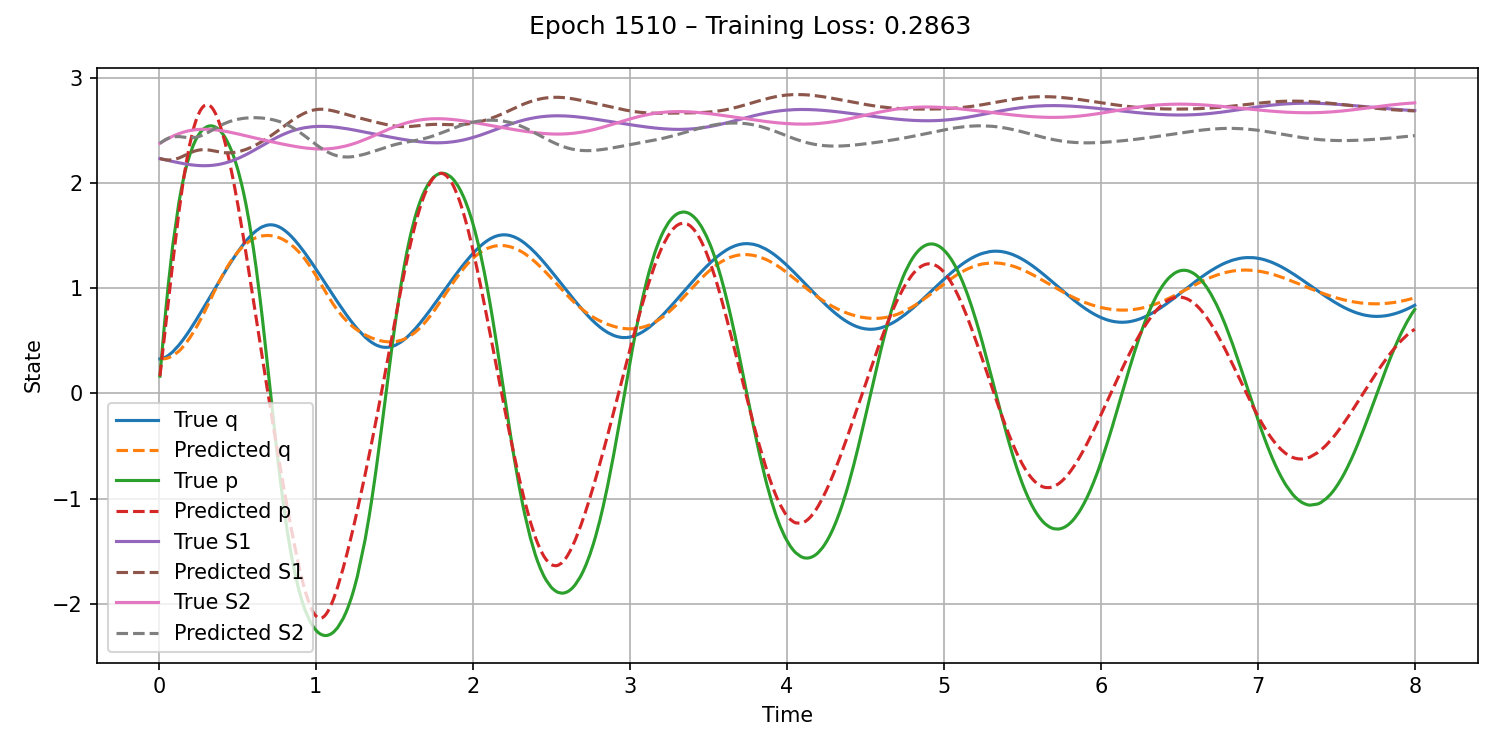 Epoch 1510 – Training Loss: 0.2863
State
3
2
1
0
−1
−2
True q
Predicted q
True p
Predicted p
True S1
Predicted S1
True S2
Predicted S2
0 1 2 3 4 5 6 7 8
Time